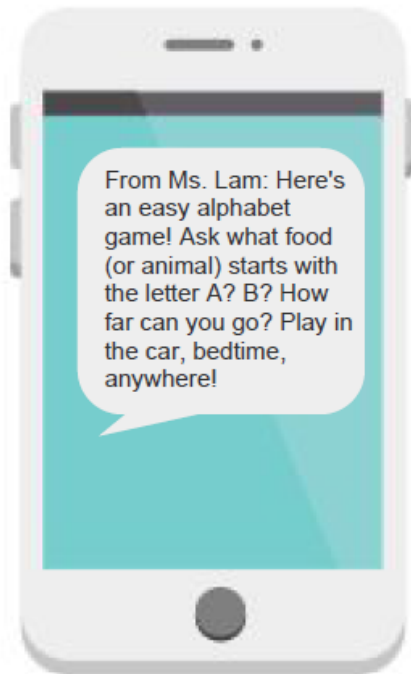 From Ms. Lam: Here's
an easy alphabet
game! Ask what food
(or animal) starts with
the letter A? B? How
far can you go? Play in
the car, bedtime,
anywhere!